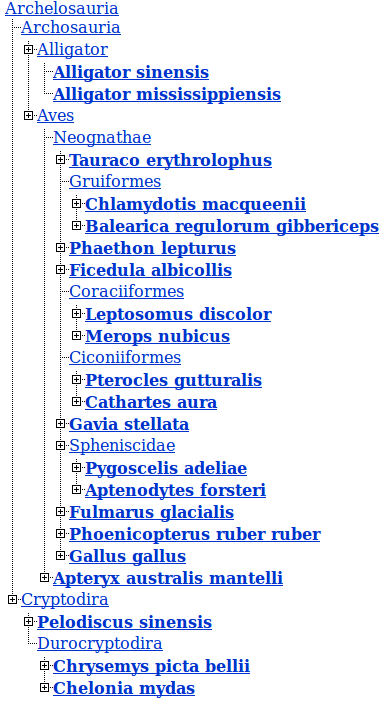 Archelosauria
Archosauria
Alligator
Alligator sinensis
Alligator mississippiensis
Aves
Neognathae
Tauraco erythrolophus
Gruiformes
Chlamydotis macqueenii
Balearica regulorum gibbericeps
Phaethon lepturus
Ficedula albicollis
Coraciiformes
Leptosomus discolor
Merops nubicus
Ciconiiformes
Pterocles gutturalis
Cathartes aura
Gavia stellata
Spheniscidae
Pygoscelis adeliae
Aptenodytes forsteri
Fulmarus glacialis
Phoenicopterus ruber ruber
Gallus gallus
Apteryx australis mantelli
Cryptodira
Pelodiscus sinensis
Durocryptodira
Chrysemys picta bellii
Chelonia mydas